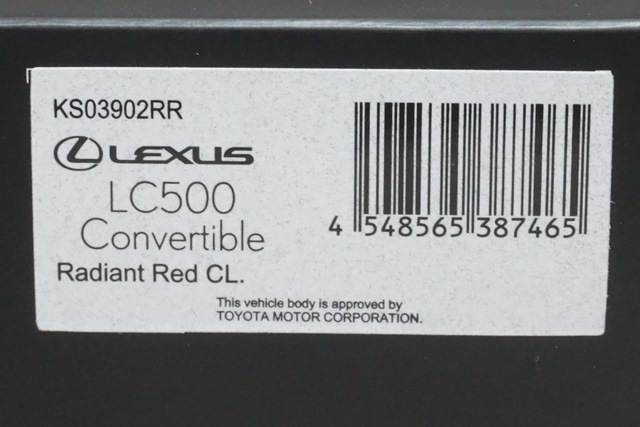 KS03902RR
LEXUS
LC500
Convertible
Radiant Red CL.
4 548565 387465
This vehicle body is approved by
TOYOTA MOTOR CORPORATION.